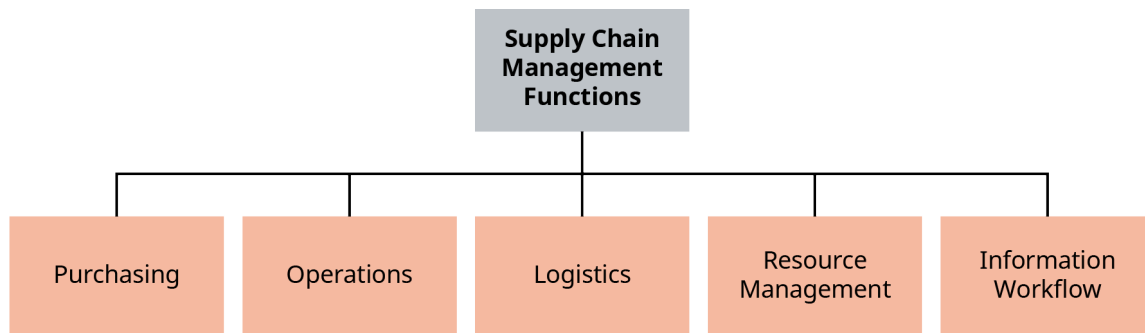 Supply Chain
Management
Functions
Purchasing
Operations
Logistics
Resource
Management
Information
Workflow